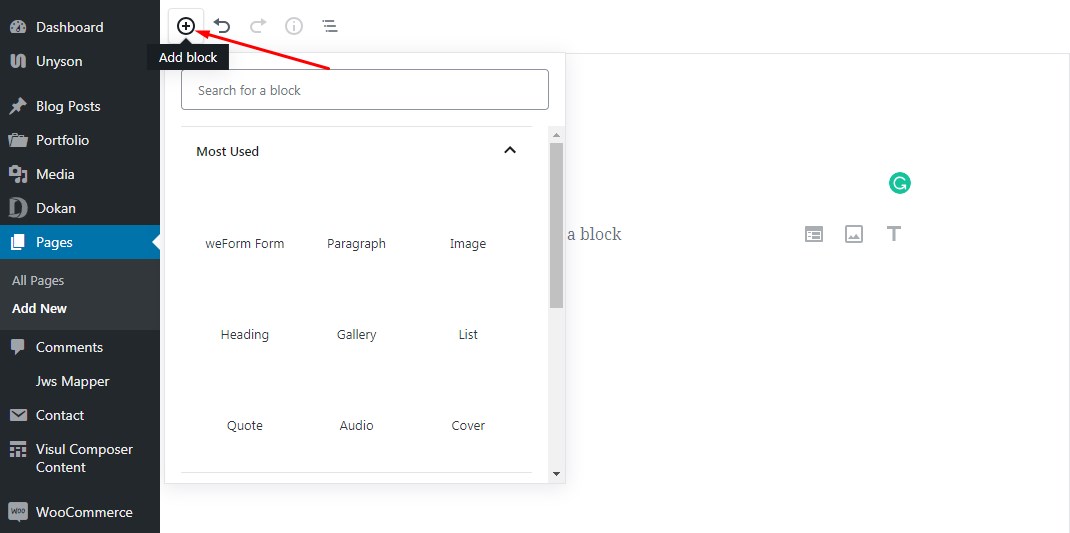 Dashboard
Unyson
Blog Posts
Portfolio
Media
Dokan
Pages
All Pages
Add New
Comments
Jws Mapper
Contact
Visul Composer
Content
WOO WooCommerce
Add block
Search for a block
Most Used
weForm Form Paragraph Image
Heading Gallery List
Quote Audio Cover
a block